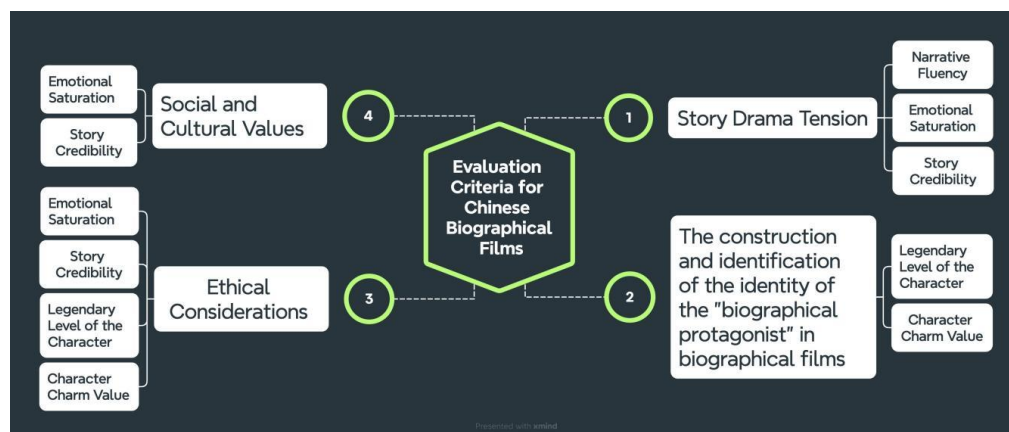 Evaluation
Criteria for
Chinese
Biographical
Films
1
Story Drama Tension
Narrative
Fluency
Emotional
Saturation
Story
Credibility
2
The construction
and identification
of the identity of
the "biographical
protagonist" in
biographical films
Legendary
Level of the
Character
Character
Charm Value
3
Ethical
Considerations
Emotional
Saturation
Story
Credibility
Legendary
Level of the
Character
Character
Charm Value
4
Social and
Cultural Values
Emotional
Saturation
Story
Credibility
Presented with xmind